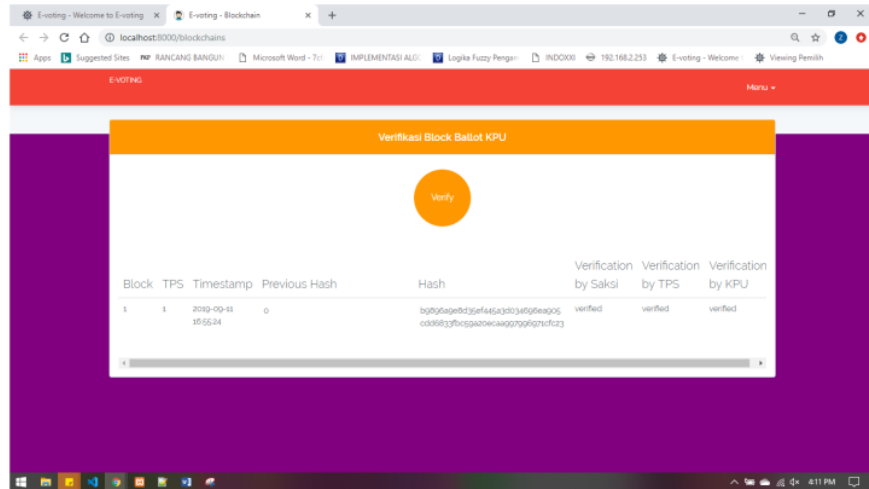 E-voting - Welcome to E-voting
E-voting - Blockchain
localhost:8000/blockchains
Apps
Suggested Sites
RANCANG BANGUN
Microsoft Word - 7
IMPLEMENTASI ALG
Logika Fuzzy Pengan
INDOXXI
192.168.2.253
E-voting - Welcome
Viewing Pemilih
E-VOTING
Menu
Verifikasi Block Ballot KPU
Verify
Block TPS Timestamp Previous Hash Hash Verification by Saksi Verification by TPS Verification by KPU
1 1 2019-09-11 0 verified verified verified
16:55:24
4:11 PM